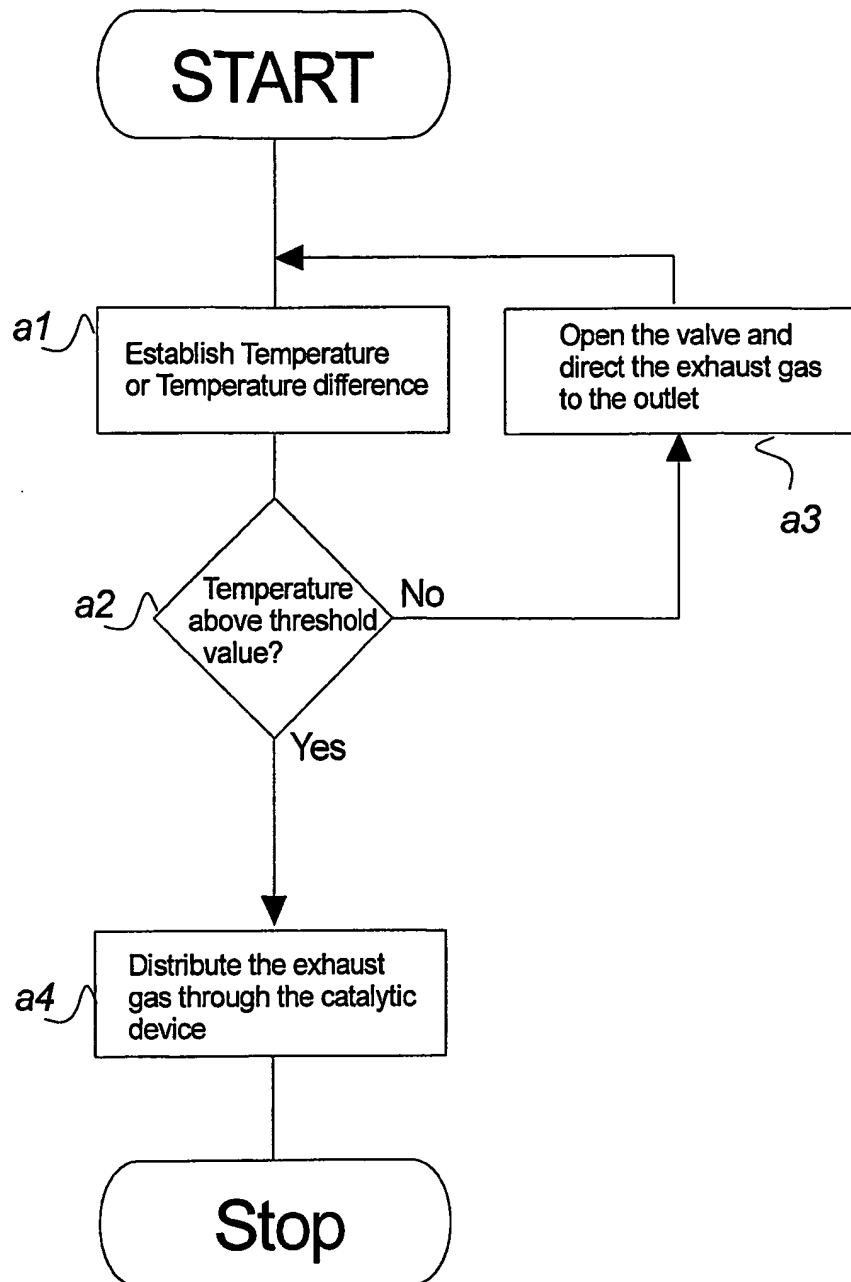 START
a1
Establish Temperature
or Temperature difference
Open the valve and
direct the exhaust gas
to the outlet
a3
a2
Temperature
above threshold
value?
No
Yes
a4
Distribute the exhaust
gas through the catalytic
device
Stop